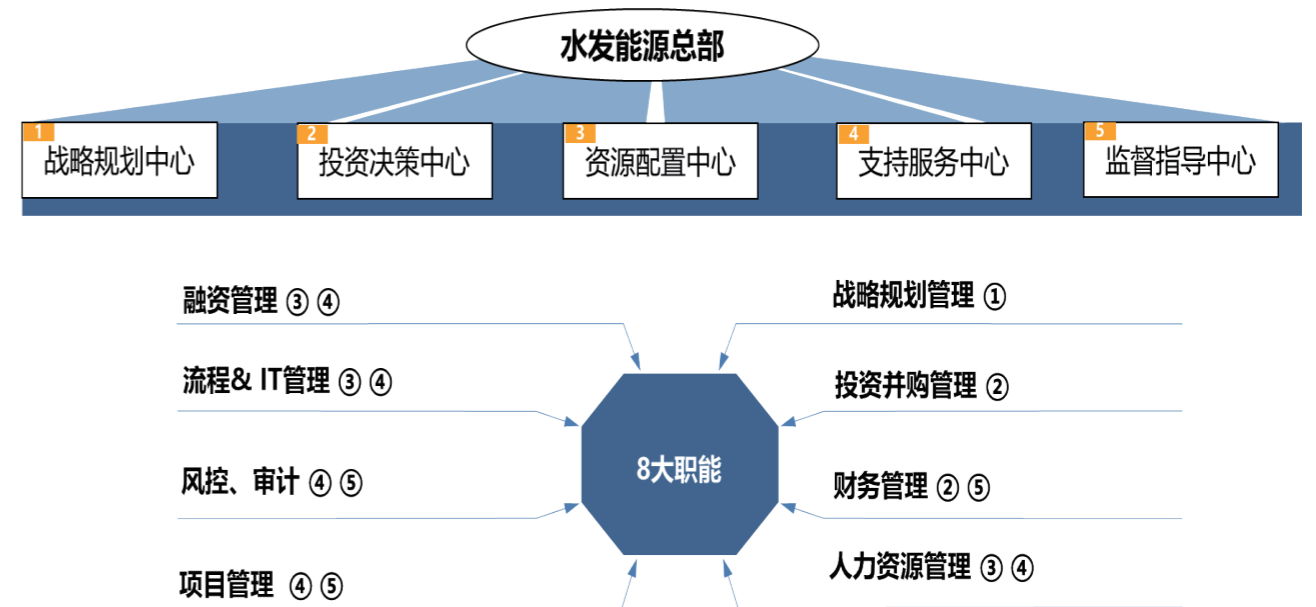 水发能源总部
1
战略规划中心
2
投资决策中心
3
资源配置中心
4
支持服务中心
5
监督指导中心
融资管理 ③ ④
战略规划管理 ①
流程& IT管理 ③ ④
投资并购管理 ②
8大职能
风控、审计 ④ ⑤
财务管理 ② ⑤
项目管理 ④ ⑤
人力资源管理 ③ ④